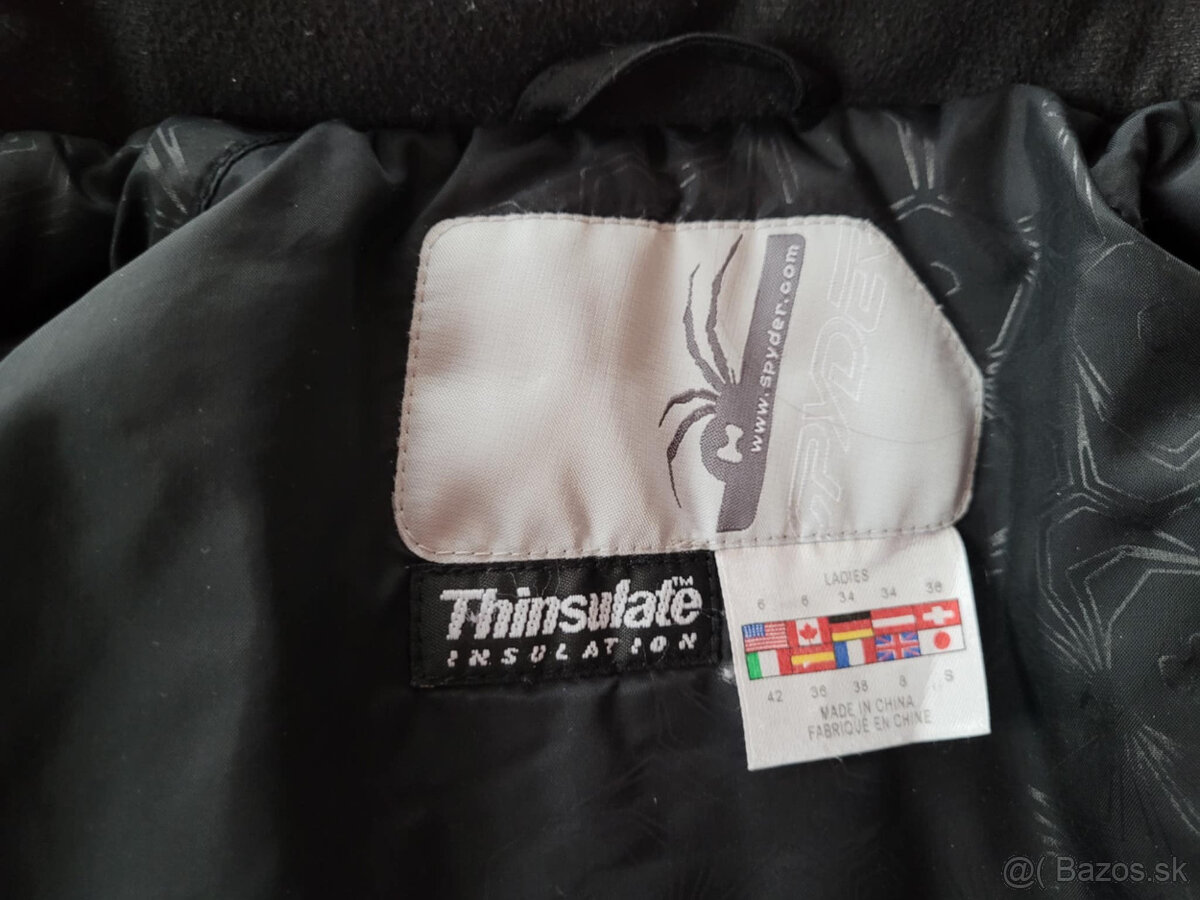 www.spyder.com
SPYDER
Thinsulate™
INSULATION
LADIES
6 6 34 34 36
42 36 38 8 S
MADE IN CHINA
FABRIQUÉ EN CHINE
@( Bazos.sk